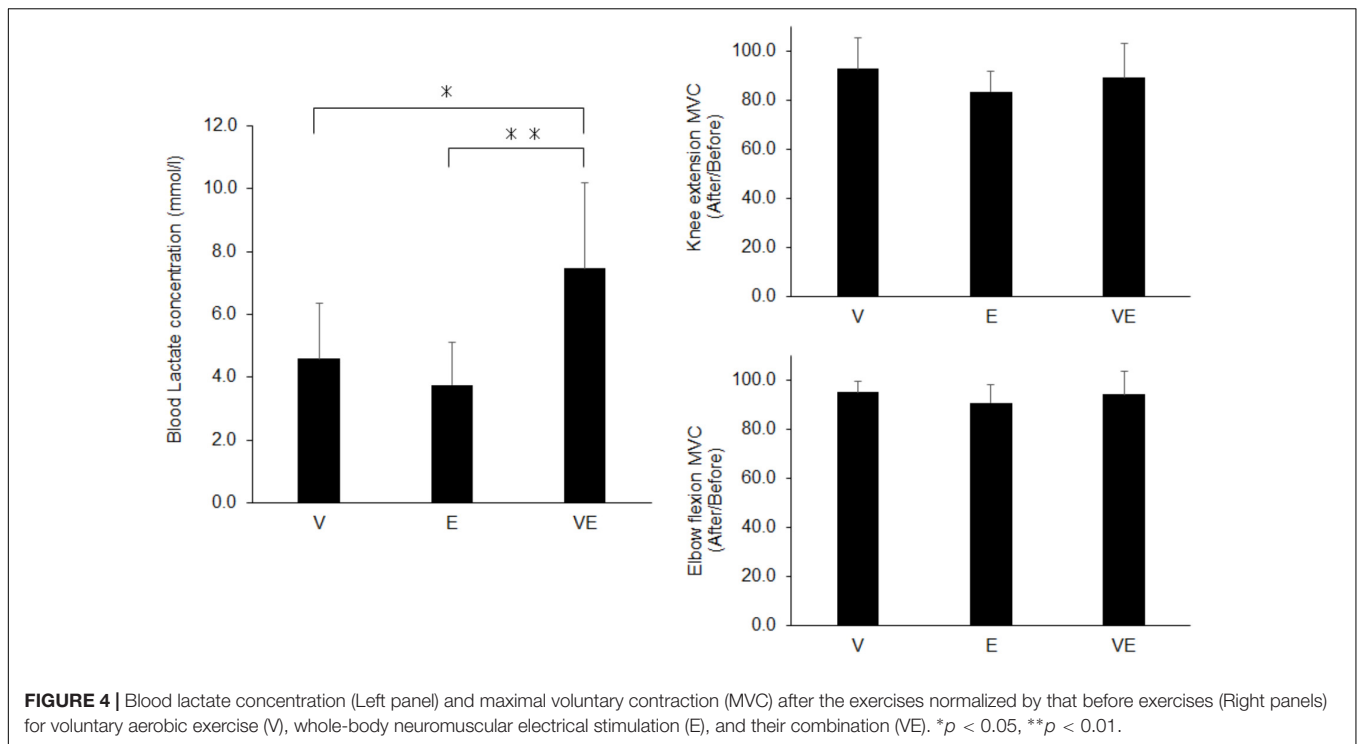 *
* *
12.0
10.0
8.0
6.0
4.0
2.0
0.0
Blood Lactate concentration (mmol/l)
V E VE
100.0
80.0
60.0
40.0
20.0
0.0
Knee extension MVC
(After/Before)
V E VE
100.0
80.0
60.0
40.0
20.0
0.0
Elbow flexion MVC
(After/Before)
V E VE
FIGURE 4 | Blood lactate concentration (Left panel) and maximal voluntary contraction (MVC) after the exercises normalized by that before exercises (Right panels)
for voluntary aerobic exercise (V), whole-body neuromuscular electrical stimulation (E), and their combination (VE). *p < 0.05, **p < 0.01.